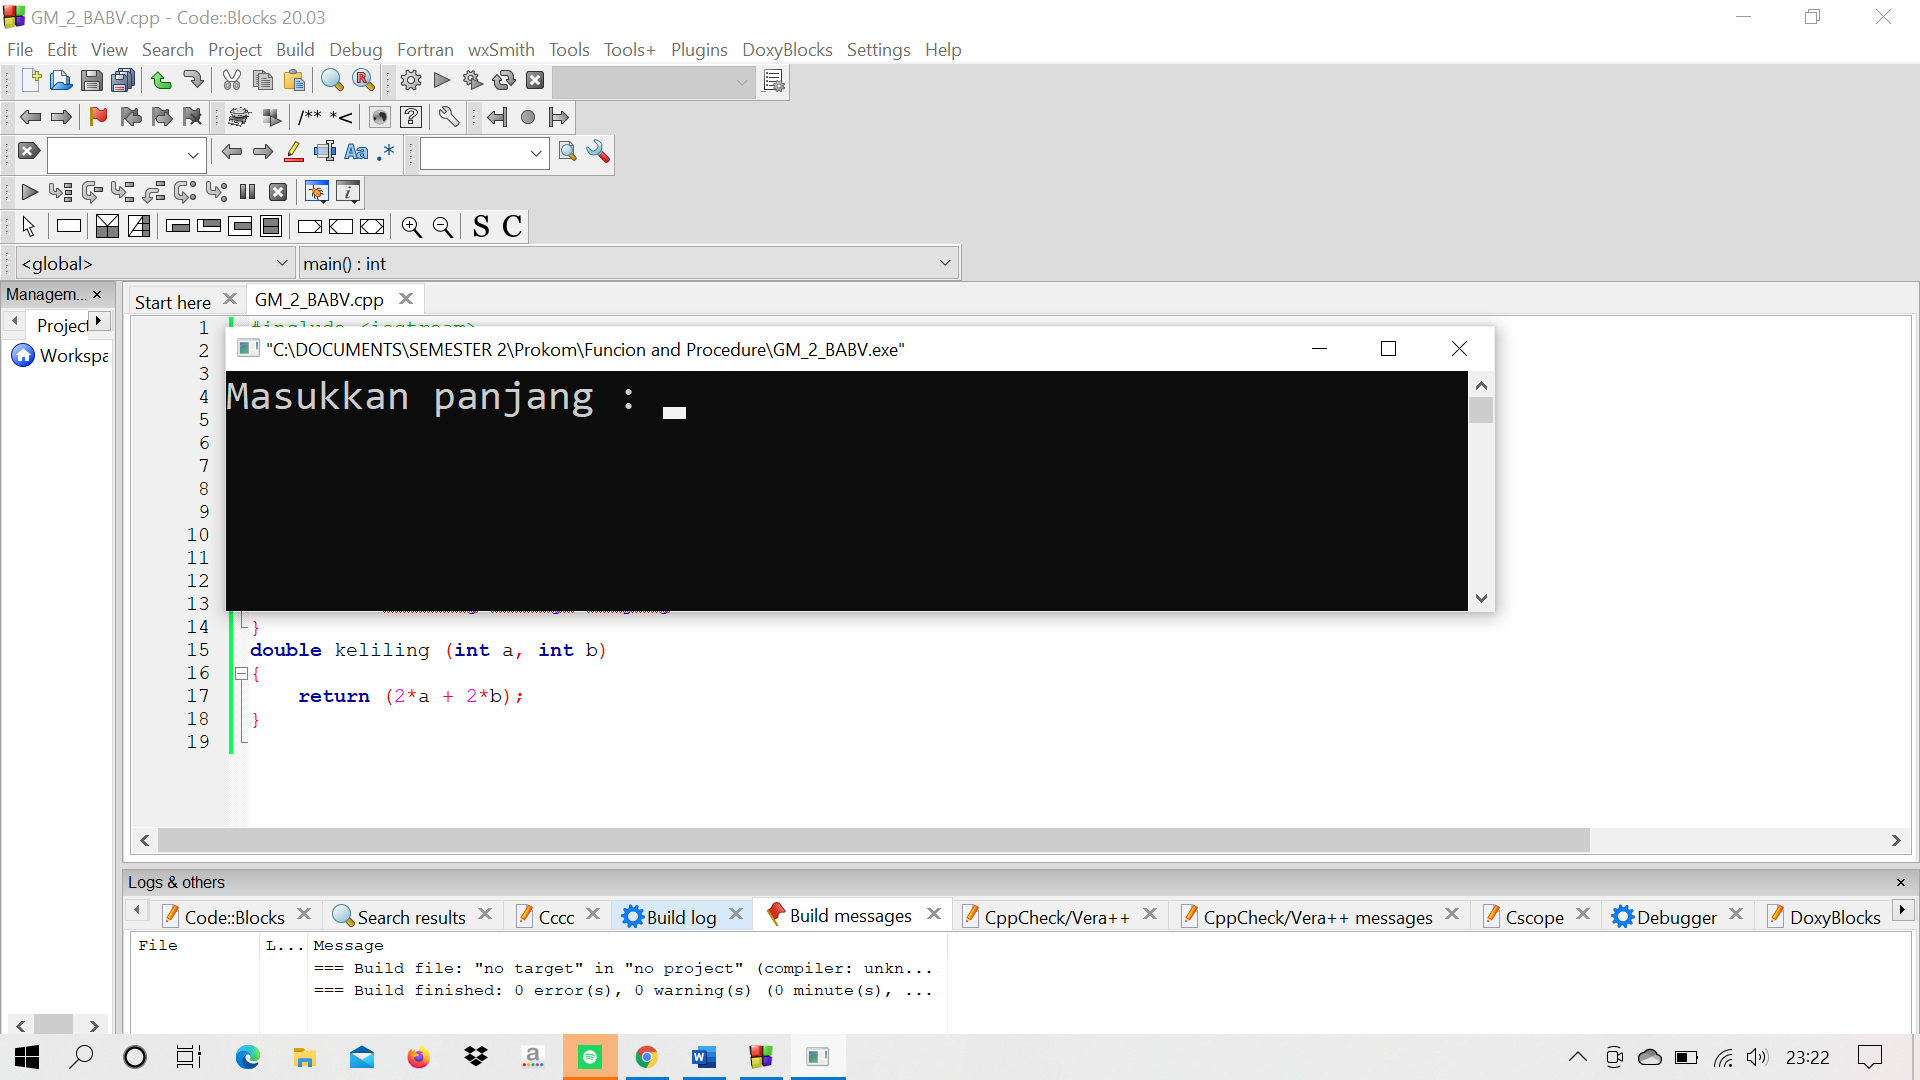 GM_2_BABV.cpp - Code::Blocks 20.03
File Edit View Search Project Build Debug Fortran wxSmith Tools Tools+ Plugins DoxyBlocks Settings Help
/** *<
Aa .*
S C
<global> main() : int
Managem... Start here GM_2_BABV.cpp
Project
Workspa
1 #include <iostream>
"C:\DOCUMENTS\SEMESTER 2\Prokom\Funcion and Procedure\GM_2_BABV.exe"
Masukkan panjang :
2
3
4
5
6
7
8
9
10
11
12
13
14 }
15 double keliling (int a, int b)
16 {
17 return (2*a + 2*b);
18 }
19
Logs & others
Code::Blocks Search results Cccc Build log Build messages CppCheck/Vera++ CppCheck/Vera++ messages Cscope Debugger DoxyBlocks
File L... Message
=== Build file: "no target" in "no project" (compiler: unkn...
=== Build finished: 0 error(s), 0 warning(s) (0 minute(s), ...
23:22